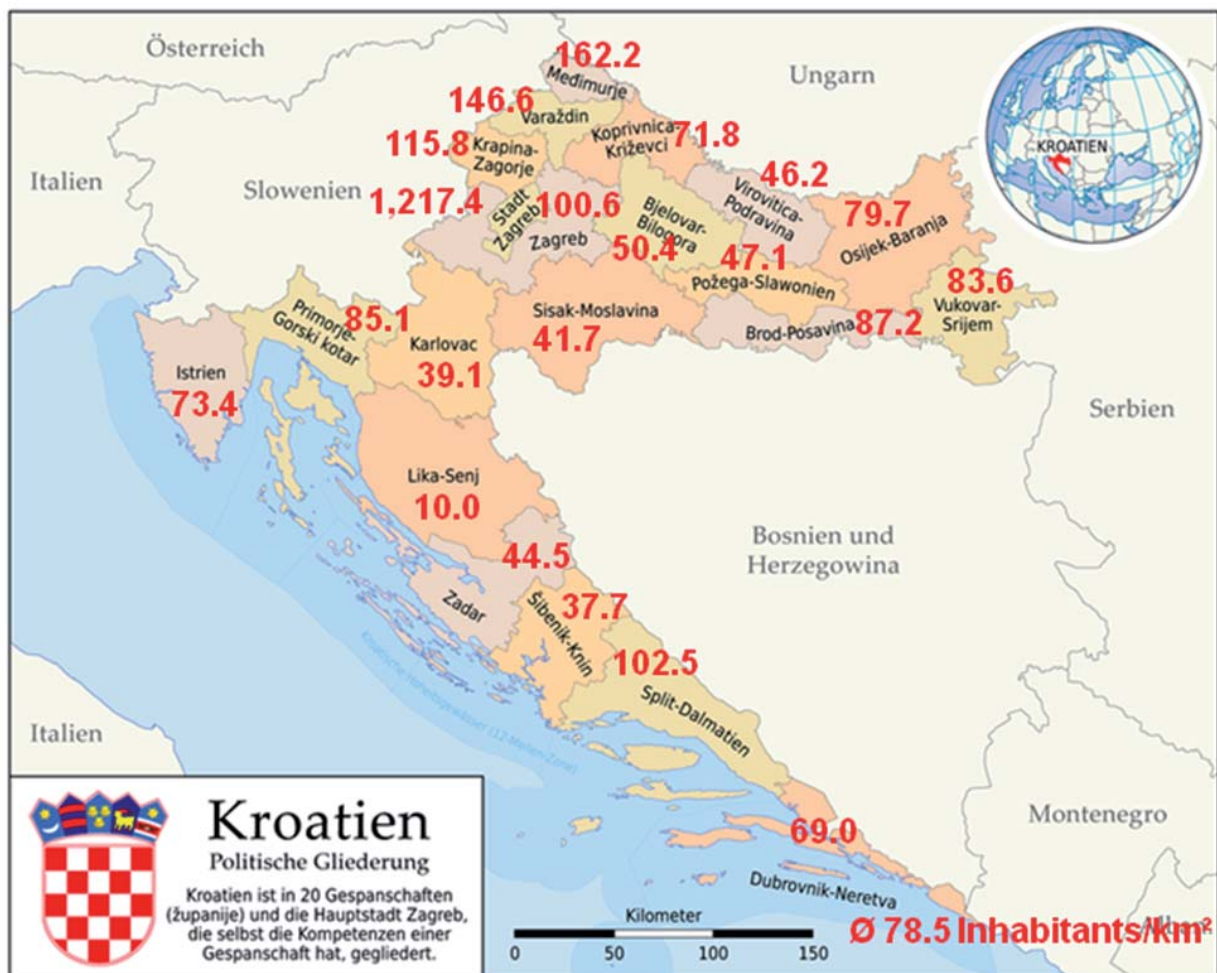 Österreich
162.2
Međimurje
Ungarn
146.6
Varaždin
Koprivnica-
Križevci
71.8
115.8
Krapina-
Zagorje
KROATIEN
Italien
Slowenien
1,217.4
Stadt
Zagreb
100.6
Zagreb
Bjelovar-
Bilogora
50.4
46.2
Virovitica-
Podravina
79.7
Osijek-Baranja
47.1
Požega-Slawonien
83.6
Vukovar-
Srijem
Primorje-
Gorski kotar
85.1
Karlovac
39.1
Sisak-Moslavina
41.7
Brod-Posavina
87.2
Istrien
73.4
Serbien
Lika-Senj
10.0
Bosnien und
Herzegowina
44.5
Zadar
37.7
Šibenik-Knin
102.5
Split-Dalmatien
Kroatische Hoheitsgewässer (12-Meilen-Zone)
Italien
Montenegro
69.0
Dubrovnik-Neretva
Kroatien
Politische Gliederung
Kroatien ist in 20 Gespanschaften
(županije) und die Hauptstadt Zagreb,
die selbst die Kompetenzen einer
Gespanschaft hat, gegliedert.
Kilometer
0 50 100 150
Ø 78.5 Inhabitants/km²